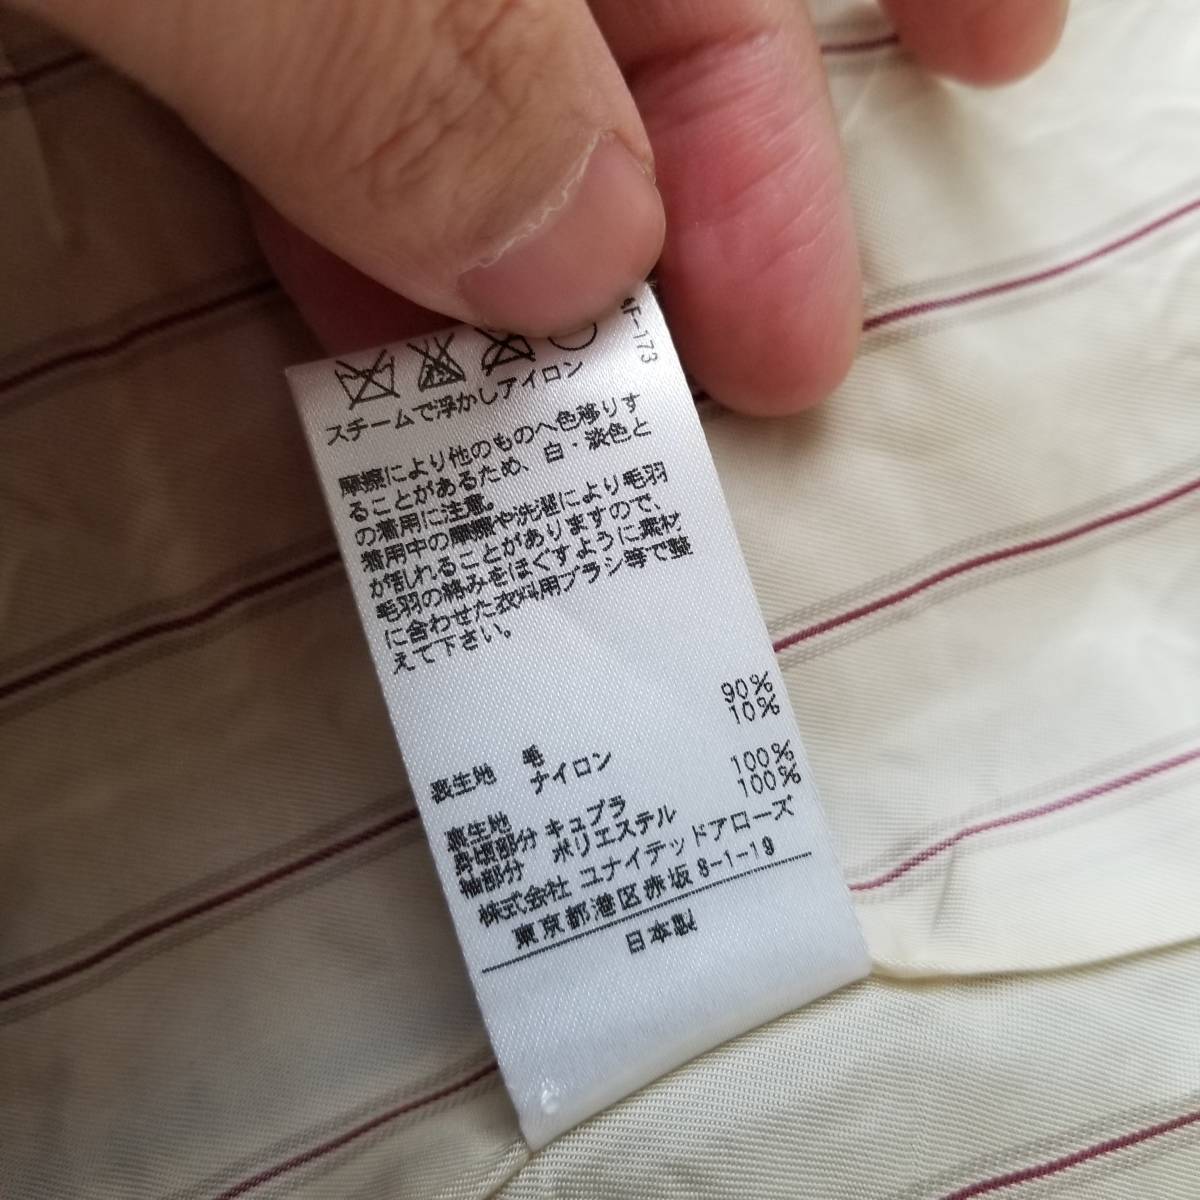 F-173
スチームで浮かしアイロン
摩擦により他のものへ色移りす
ることがあるため、白・淡色と
の着用に注意。
着用中の摩擦や洗濯により毛羽
が乱れることがありますので、
毛羽の絡みをほぐすように素材
に合わせた衣料用ブラシ等で整
えて下さい。
表生地 毛 90%
ナイロン 10%
裏生地
身頃部分 キュプラ 100%
袖部分 ポリエステル 100%
株式会社 ユナイテッドアローズ
東京都港区赤坂8-1-19
日本製